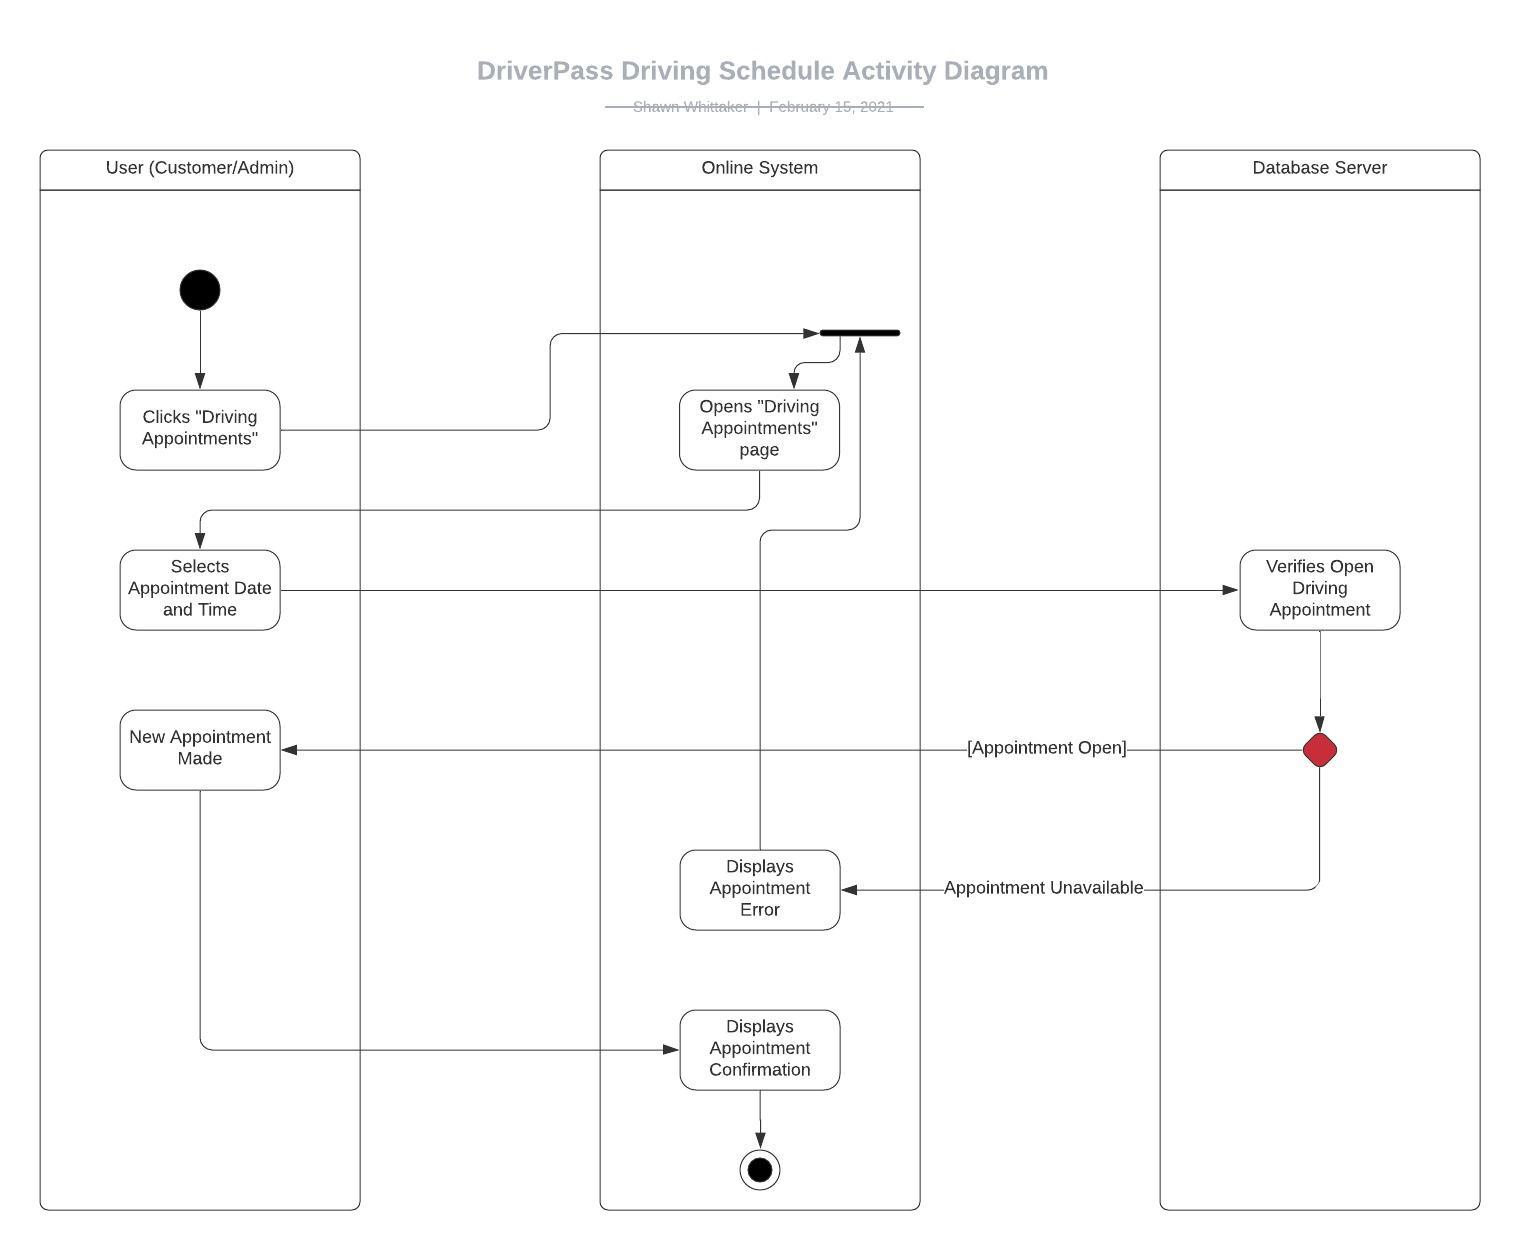 DriverPass Driving Schedule Activity Diagram
Shawn Whittaker | February 15, 2021
User (Customer/Admin)
Online System
Database Server
Clicks "Driving
Appointments"
Opens "Driving
Appointments"
page
Selects
Appointment Date
and Time
Verifies Open
Driving
Appointment
New Appointment
Made
[Appointment Open]
Displays
Appointment
Error
Appointment Unavailable
Displays
Appointment
Confirmation